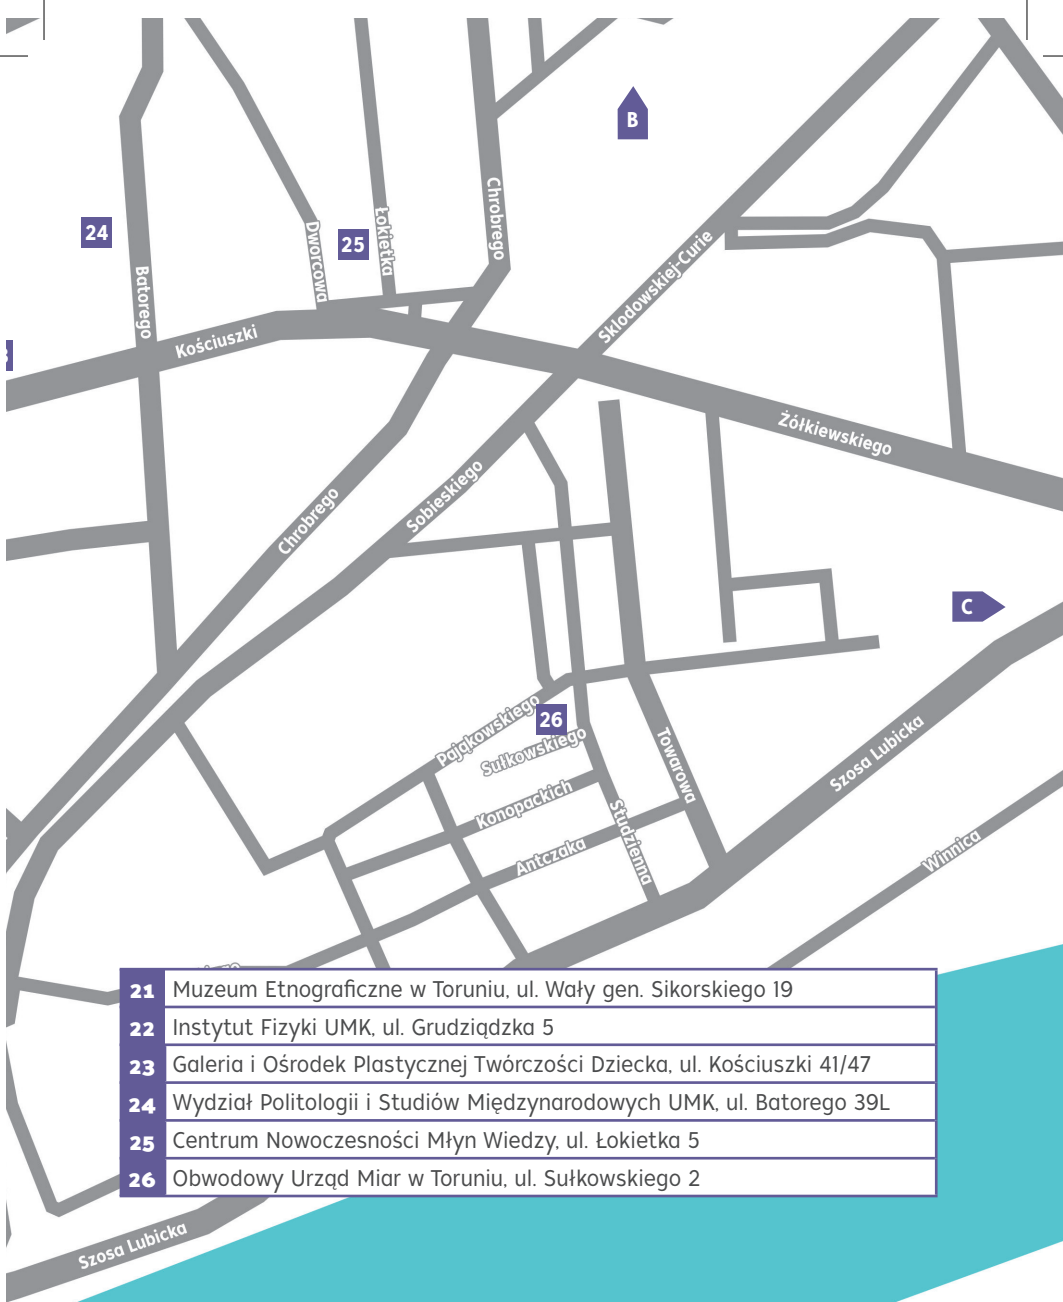 B
24
25
Łokietka
Chrobrego
Dworcowa
Batorego
Sklodowskiej-Curie
Kościuszki
Żółkiewskiego
Chrobrego
Sobieskiego
C
Pająkowskiego
26
Sułkowskiego
Towarowa
Szosa Lubicka
Konopackich
Studzienna
Antczaka
Winnica
21 Muzeum Etnograficzne w Toruniu, ul. Wały gen. Sikorskiego 19
22 Instytut Fizyki UMK, ul. Grudziądzka 5
23 Galeria i Ośrodek Plastycznej Twórczości Dziecka, ul. Kościuszki 41/47
24 Wydział Politologii i Studiów Międzynarodowych UMK, ul. Batorego 39L
25 Centrum Nowoczesności Młyn Wiedzy, ul. Łokietka 5
26 Obwodowy Urząd Miar w Toruniu, ul. Sułkowskiego 2
Szosa Lubicka